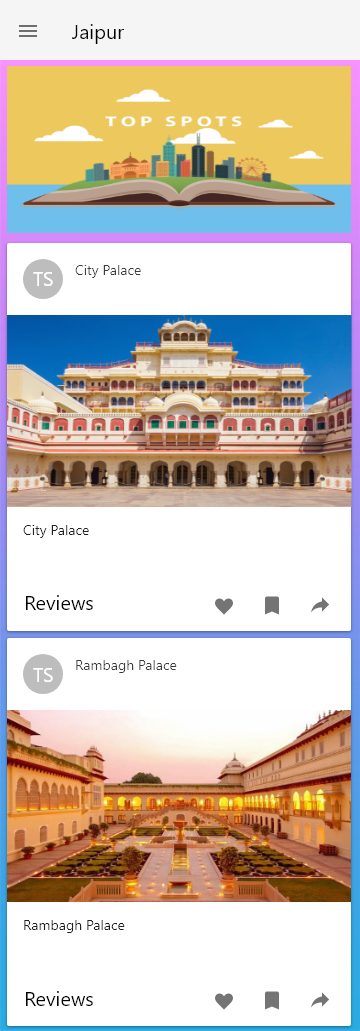 Jaipur
TOP SPOTS
TS
City Palace
City Palace
Reviews
TS
Rambagh Palace
Rambagh Palace
Reviews